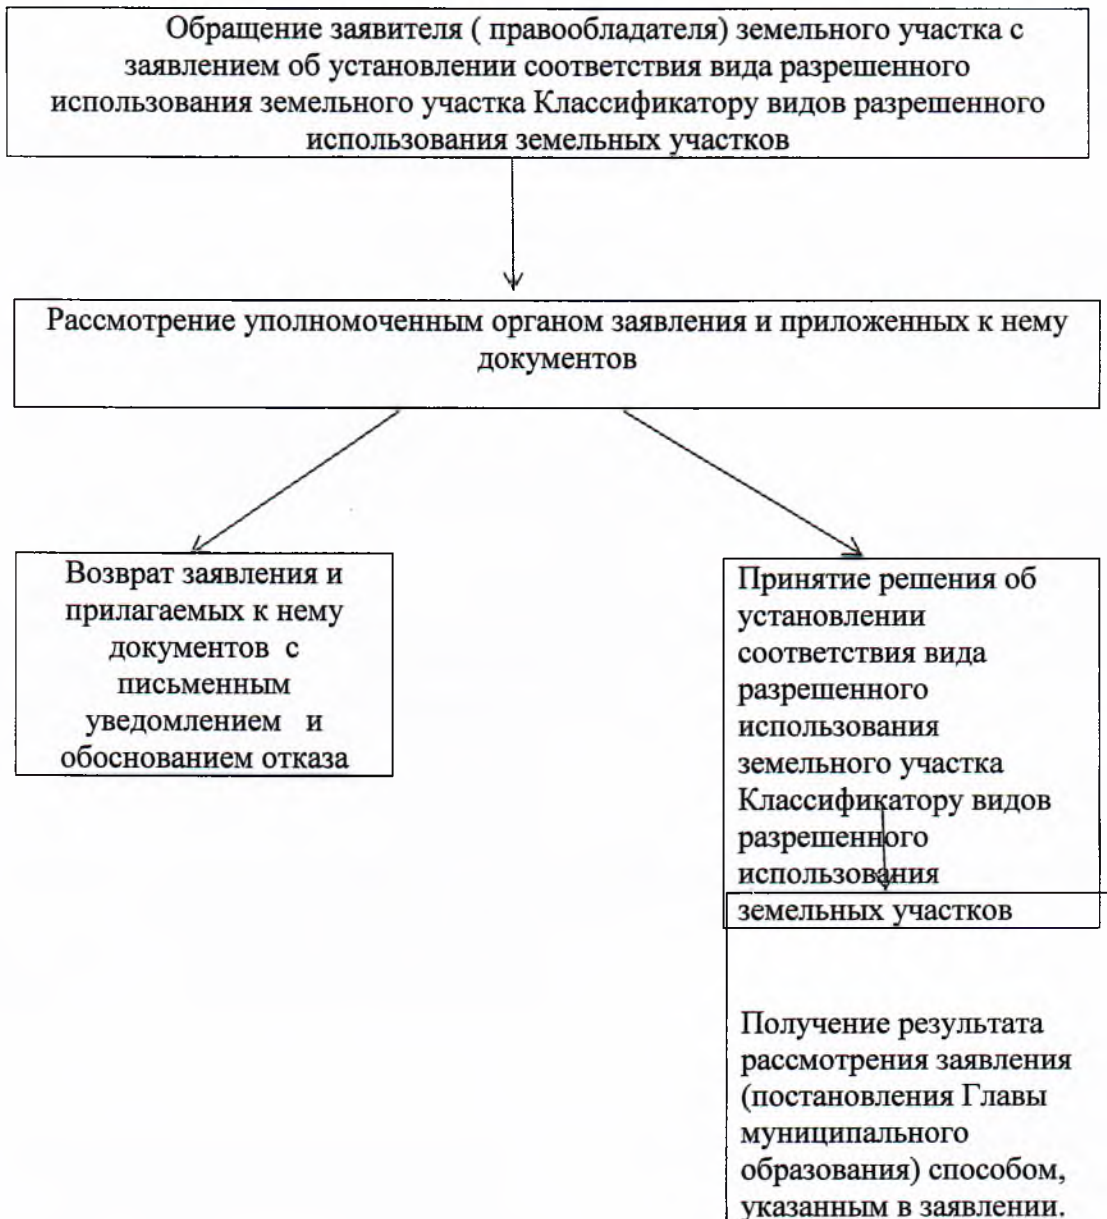 Обращение заявителя ( правообладателя) земельного участка с
заявлением об установлении соответствия вида разрешенного
использования земельного участка Классификатору видов разрешенного
использования земельных участков
Рассмотрение уполномоченным органом заявления и приложенных к нему
документов
Возврат заявления и
прилагаемых к нему
документов с
письменным
уведомлением и
обоснованием отказа
Принятие решения об
установлении
соответствия вида
разрешенного
использования
земельного участка
Классификатору видов
разрешенного
использования
земельных участков
Получение результата
рассмотрения заявления
(постановления Главы
муниципального
образования) способом,
указанным в заявлении.